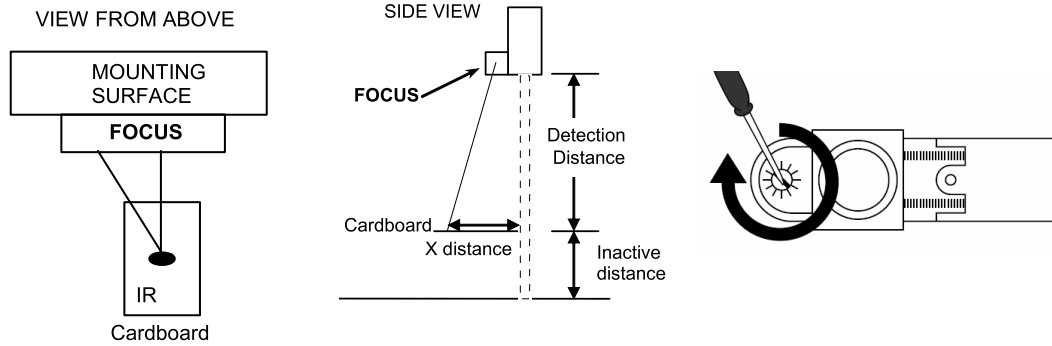 VIEW FROM ABOVE
MOUNTING
SURFACE
FOCUS
IR
Cardboard
SIDE VIEW
FOCUS
Detection
Distance
Cardboard
X distance
Inactive
distance